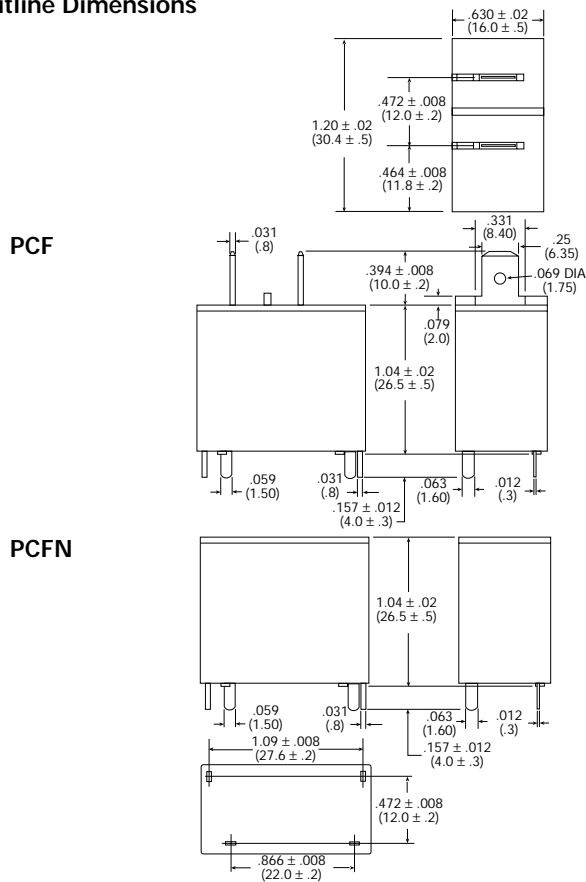 Outline Dimensions
.630 ± .02
(16.0 ± .5)
.472 ± .008
(12.0 ± .2)
1.20 ± .02
(30.4 ± .5)
.464 ± .008
(11.8 ± .2)
PCF
.031
(.8)
.331
(8.40)
.25
(6.35)
.394 ± .008
(10.0 ± .2)
.069 DIA
(1.75)
.079
(2.0)
1.04 ± .02
(26.5 ± .5)
.059
(1.50)
.031
(.8)
.063
(1.60)
.012
(.3)
.157 ± .012
(4.0 ± .3)
PCFN
1.04 ± .02
(26.5 ± .5)
.059
(1.50)
.031
(.8)
.063
(1.60)
.012
(.3)
.157 ± .012
(4.0 ± .3)
1.09 ± .008
(27.6 ± .2)
.472 ± .008
(12.0 ± .2)
.866 ± .008
(22.0 ± .2)